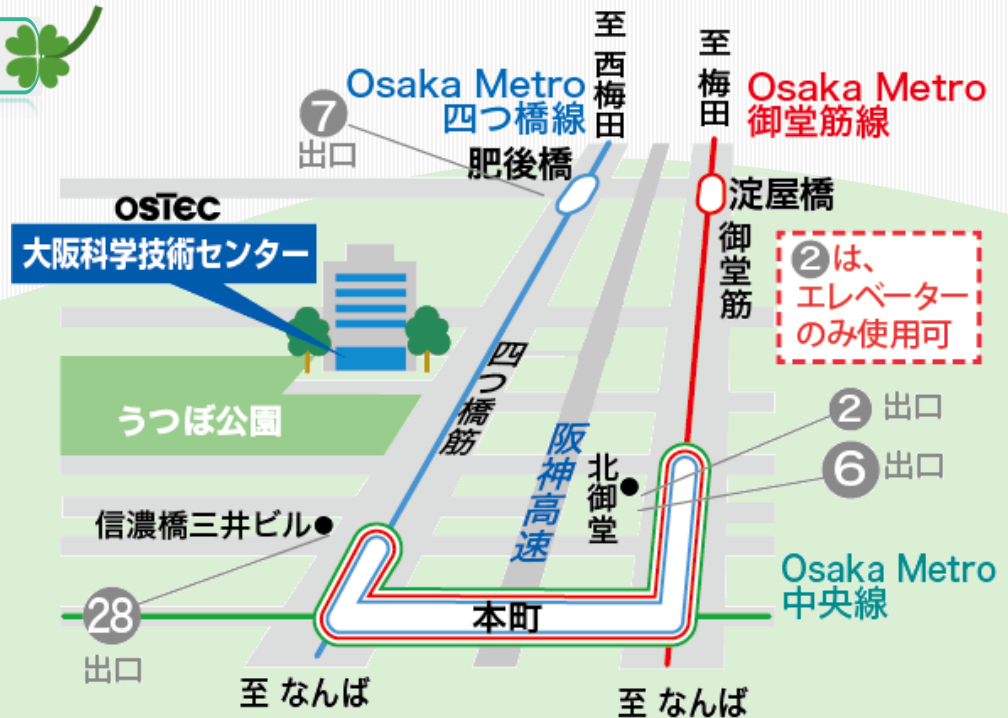 至 西梅田
至 梅田
Osaka Metro
四つ橋線
Osaka Metro
御堂筋線
7
出口
肥後橋
淀屋橋
OSTEC
大阪科学技術センター
御堂筋
2は、
エレベーター
のみ使用可
四つ橋筋
うつぼ公園
2 出口
阪神高速
北御堂
6 出口
信濃橋三井ビル
Osaka Metro
中央線
28
出口
本町
至 なんば
至 なんば